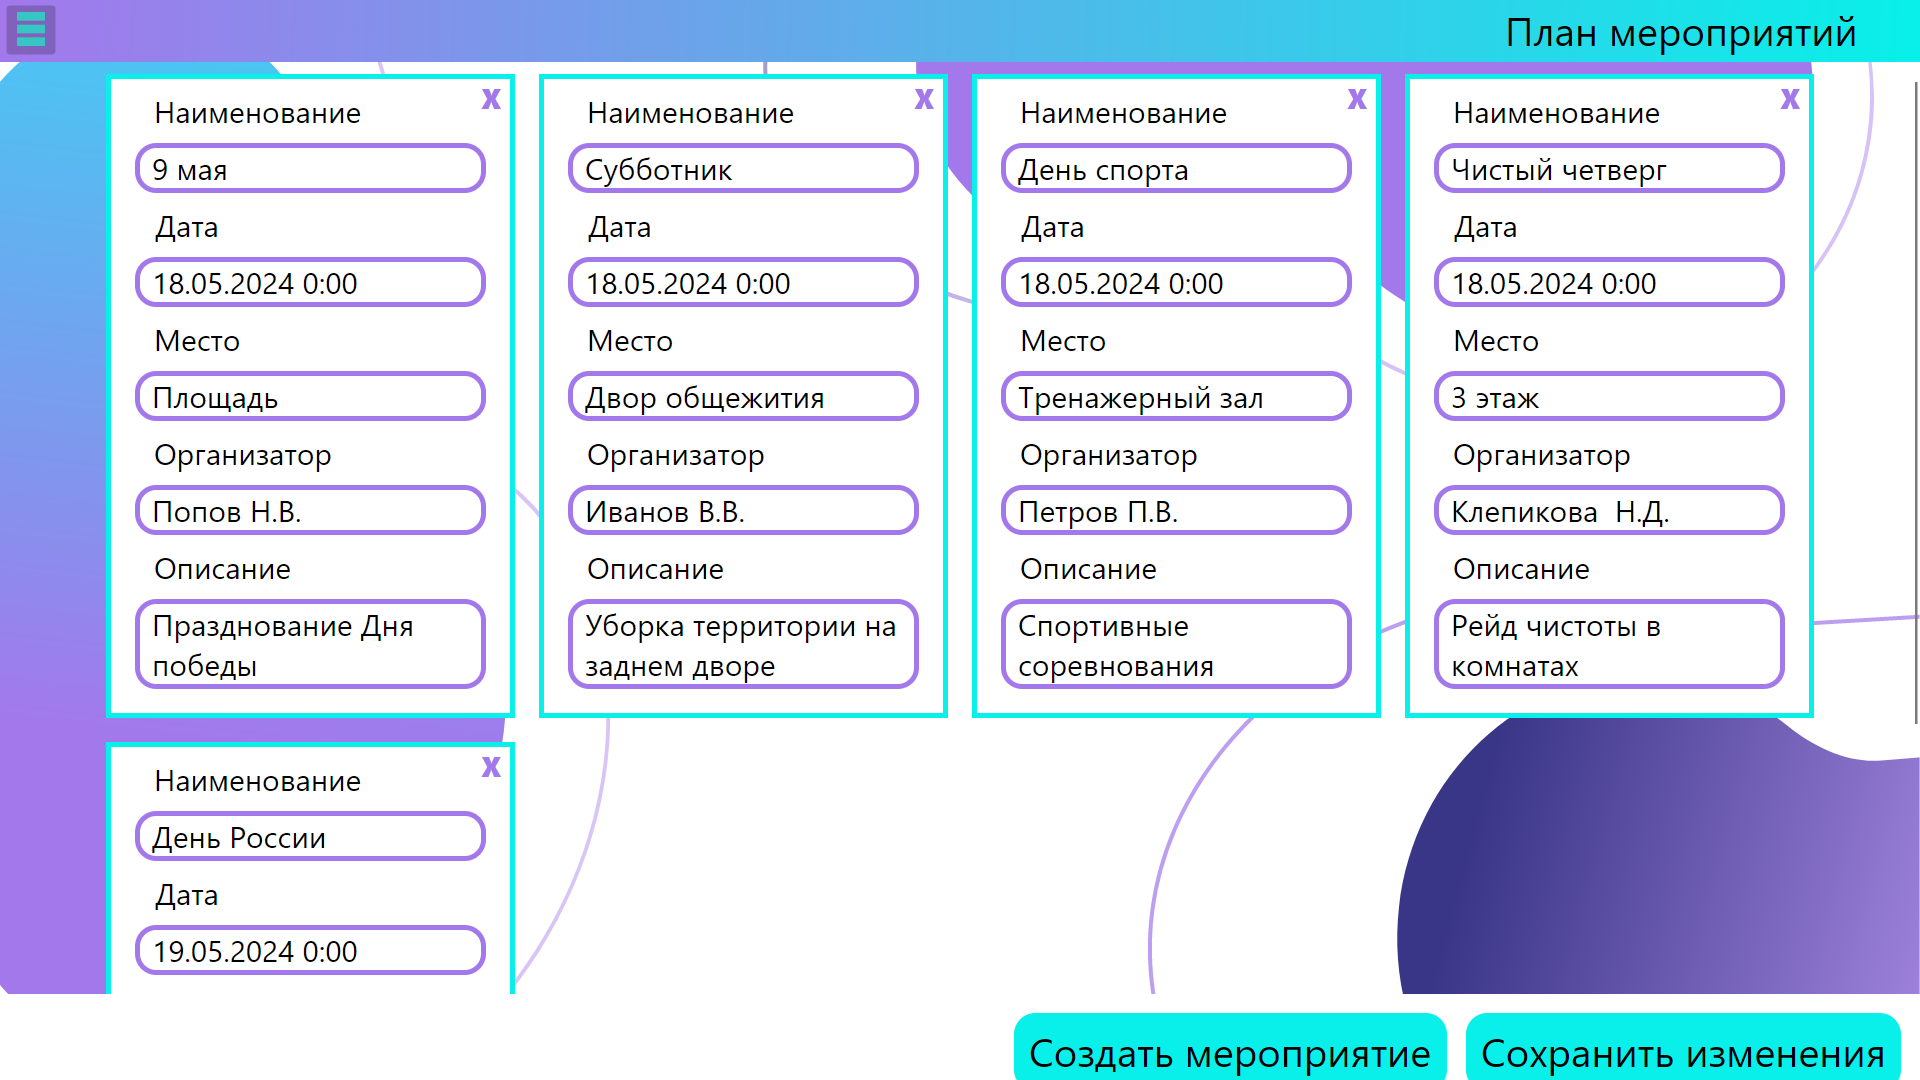 План мероприятий
X
Наименование
9 мая
Дата
18.05.2024 0:00
Место
Площадь
Организатор
Попов Н.В.
Описание
Празднование Дня
победы
X
Наименование
Субботник
Дата
18.05.2024 0:00
Место
Двор общежития
Организатор
Иванов В.В.
Описание
Уборка территории на
заднем дворе
X
Наименование
День спорта
Дата
18.05.2024 0:00
Место
Тренажерный зал
Организатор
Петров П.В.
Описание
Спортивные
соревнования
X
Наименование
Чистый четверг
Дата
18.05.2024 0:00
Место
3 этаж
Организатор
Клепикова  Н.Д.
Описание
Рейд чистоты в
комнатах
X
Наименование
День России
Дата
19.05.2024 0:00
Создать мероприятие
Сохранить изменения